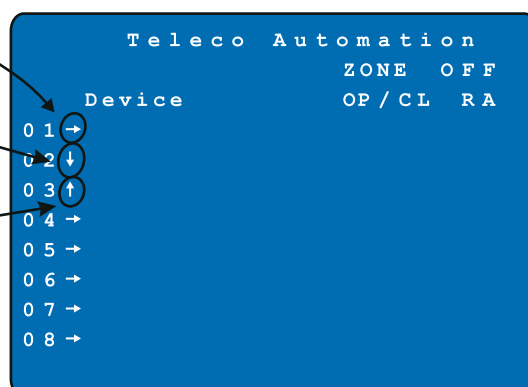 Teleco Automation
ZONE OFF
Device OP/CL RA
01→
02↓
03↑
04→
05→
06→
07→
08→